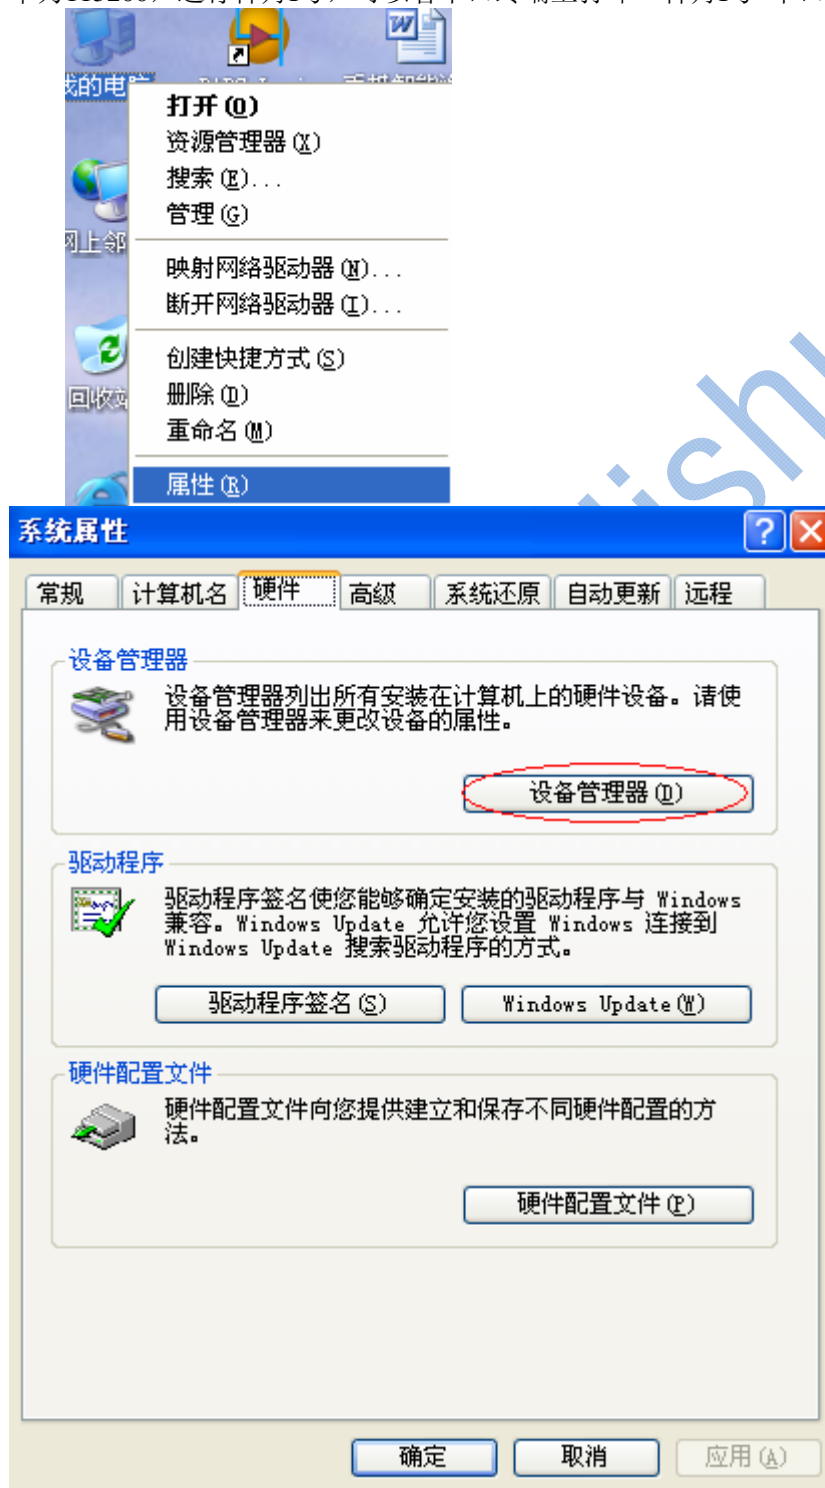 我的电脑
打开(O)
资源管理器(X)
搜索(E)...
管理(G)
网上邻
映射网络驱动器(N)...
断开网络驱动器(I)...
创建快捷方式(S)
回收站
删除(D)
重命名(M)
属性(R)
系统属性
常规 计算机名 硬件 高级 系统还原 自动更新 远程
设备管理器
设备管理器列出所有安装在计算机上的硬件设备。请使
用设备管理器来更改设备的属性。
设备管理器(D)
驱动程序
驱动程序签名使您能够确定安装的驱动程序与 Windows
兼容。Windows Update 允许您设置 Windows 连接到
Windows Update 搜索驱动程序的方式。
驱动程序签名(S) Windows Update(W)
硬件配置文件
硬件配置文件向您提供建立和保存不同硬件配置的方
法。
硬件配置文件(P)
确定 取消 应用(A)